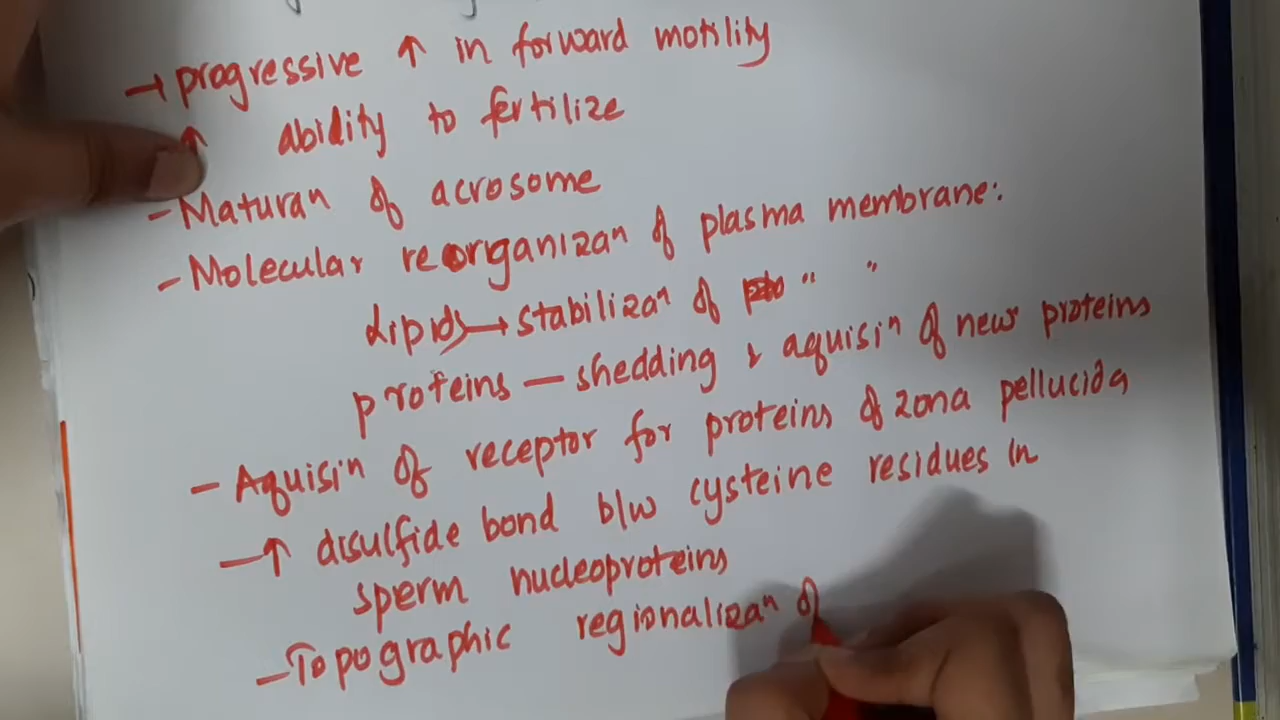 → progressive ↑ in forward motility
↑ ability to fertilize
- Maturaⁿ of acrosome
- Molecular reorganizaⁿ of plasma membrane:
Lipids → stabilizaⁿ of " "
proteins — shedding & aquisiⁿ of new proteins
- Aquisiⁿ of receptor for proteins of zona pellucida
- ↑ disulfide bond b/w cysteine residues in
sperm nucleoproteins
- Topographic regionalizaⁿ of